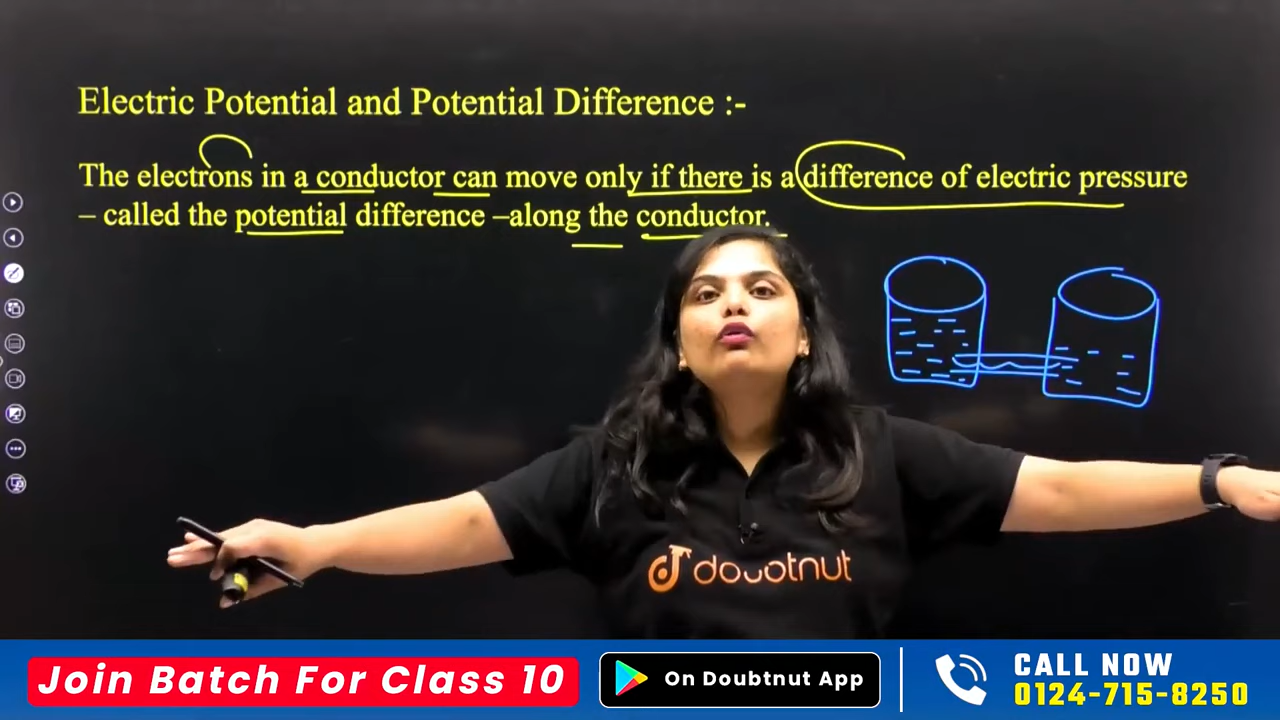 Electric Potential and Potential Difference :-
The electrons in a conductor can move only if there is a difference of electric pressure
– called the potential difference –along the conductor.
doubtnut
Join Batch For Class 10
On Doubtnut App
CALL NOW
0124-715-8250